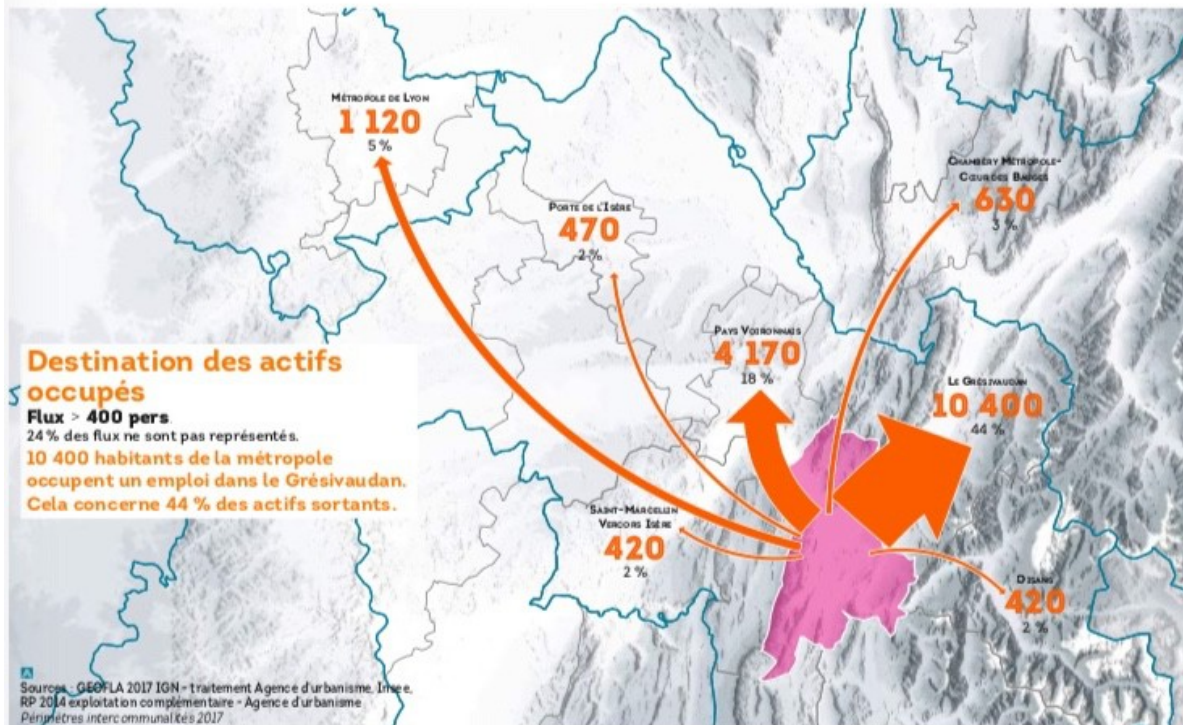 MÉTROPOLE DE LYON
1 120
5 %
CHAMBÉRY MÉTROPOLE-
CŒUR DES BAUGES
630
3 %
PORTE DE L'ISÈRE
470
2 %
PAYS VOIRONNAIS
4 170
18 %
LE GRÉSIVAUDAN
10 400
44 %
Destination des actifs
occupés
Flux > 400 pers.
24 % des flux ne sont pas représentés.
10 400 habitants de la métropole
occupent un emploi dans le Grésivaudan.
Cela concerne 44 % des actifs sortants.
SAINT-MARCELLIN
VERCORS ISÈRE
420
2 %
OISANS
420
2 %
Sources : GEOFLA 2017 IGN - traitement Agence d'urbanisme, Insee,
RP 2014 exploitation complémentaire - Agence d'urbanisme
Périmètres intercommunalités 2017